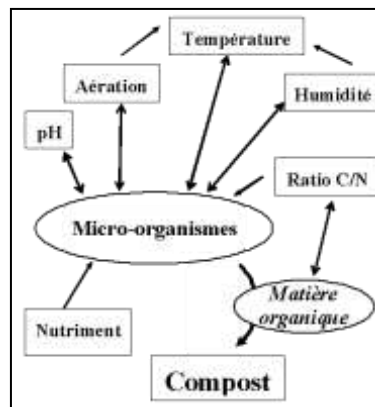 Température
Aération
Humidité
pH
Ratio C/N
Micro-organismes
Matière
organique
Nutriment
Compost